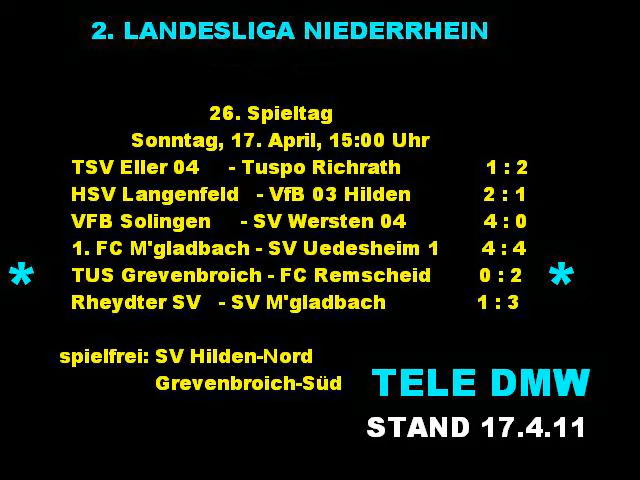 2. LANDESLIGA NIEDERRHEIN
26. Spieltag
Sonntag, 17. April, 15:00 Uhr
TSV Eller 04 - Tuspo Richrath 1 : 2
HSV Langenfeld - VfB 03 Hilden 2 : 1
VFB Solingen - SV Wersten 04 4 : 0
1. FC M'gladbach - SV Uedesheim 1 4 : 4
* TUS Grevenbroich - FC Remscheid 0 : 2 *
Rheydter SV - SV M'gladbach 1 : 3
spielfrei: SV Hilden-Nord
Grevenbroich-Süd
TELE DMW
STAND 17.4.11